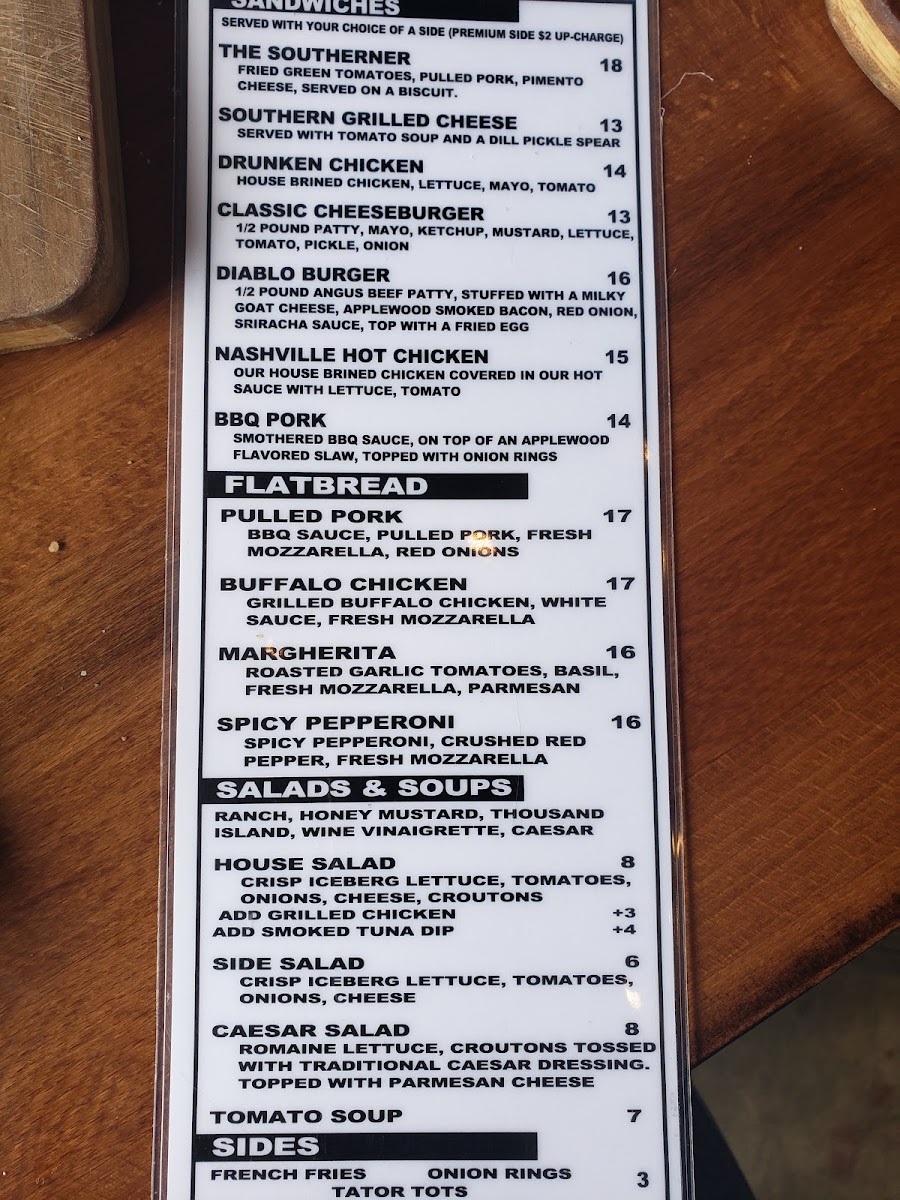 SANDWICHES
SERVED WITH YOUR CHOICE OF A SIDE (PREMIUM SIDE $2 UP-CHARGE)
THE SOUTHERNER 18
FRIED GREEN TOMATOES, PULLED PORK, PIMENTO
CHEESE, SERVED ON A BISCUIT.
SOUTHERN GRILLED CHEESE 13
SERVED WITH TOMATO SOUP AND A DILL PICKLE SPEAR
DRUNKEN CHICKEN 14
HOUSE BRINED CHICKEN, LETTUCE, MAYO, TOMATO
CLASSIC CHEESEBURGER 13
1/2 POUND PATTY, MAYO, KETCHUP, MUSTARD, LETTUCE,
TOMATO, PICKLE, ONION
DIABLO BURGER 16
1/2 POUND ANGUS BEEF PATTY, STUFFED WITH A MILKY
GOAT CHEESE, APPLEWOOD SMOKED BACON, RED ONION,
SRIRACHA SAUCE, TOP WITH A FRIED EGG
NASHVILLE HOT CHICKEN 15
OUR HOUSE BRINED CHICKEN COVERED IN OUR HOT
SAUCE WITH LETTUCE, TOMATO
BBQ PORK 14
SMOTHERED BBQ SAUCE, ON TOP OF AN APPLEWOOD
FLAVORED SLAW, TOPPED WITH ONION RINGS
FLATBREAD
PULLED PORK 17
BBQ SAUCE, PULLED PORK, FRESH
MOZZARELLA, RED ONIONS
BUFFALO CHICKEN 17
GRILLED BUFFALO CHICKEN, WHITE
SAUCE, FRESH MOZZARELLA
MARGHERITA 16
ROASTED GARLIC TOMATOES, BASIL,
FRESH MOZZARELLA, PARMESAN
SPICY PEPPERONI 16
SPICY PEPPERONI, CRUSHED RED
PEPPER, FRESH MOZZARELLA
SALADS & SOUPS
RANCH, HONEY MUSTARD, THOUSAND
ISLAND, WINE VINAIGRETTE, CAESAR
HOUSE SALAD 8
CRISP ICEBERG LETTUCE, TOMATOES,
ONIONS, CHEESE, CROUTONS
ADD GRILLED CHICKEN +3
ADD SMOKED TUNA DIP +4
SIDE SALAD 6
CRISP ICEBERG LETTUCE, TOMATOES,
ONIONS, CHEESE
CAESAR SALAD 8
ROMAINE LETTUCE, CROUTONS TOSSED
WITH TRADITIONAL CAESAR DRESSING.
TOPPED WITH PARMESAN CHEESE
TOMATO SOUP 7
SIDES
FRENCH FRIES ONION RINGS 3
TATOR TOTS